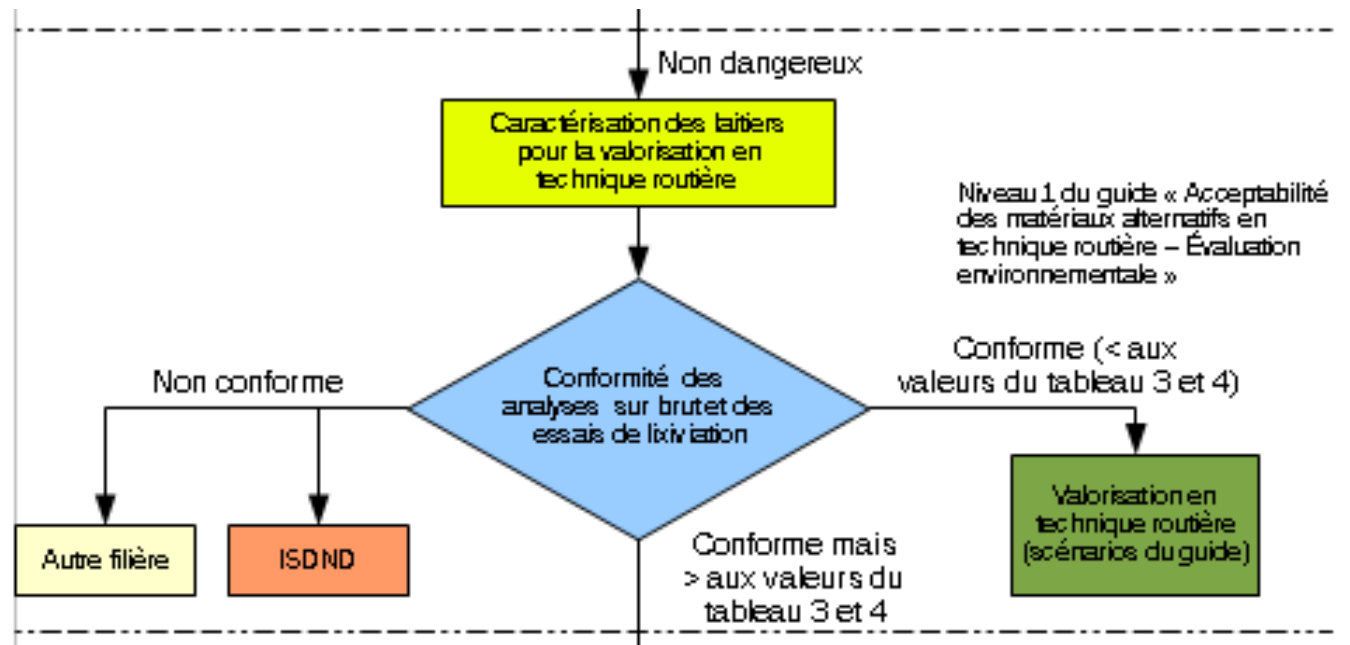 Non dangereux
Caractérisation des laitiers
pour la valorisation en
technique routière
Niveau 1 du guide « Acceptabilité
des matériaux alternatifs en
technique routière – Évaluation
environnementale »
Conforme (< aux
valeurs du tableau 3 et 4)
Non conforme
Conformité des
analyses sur brut et des
essais de lixiviation
Valorisation en
technique routière
(scénarios du guide)
Autre filière
ISDND
Conforme mais
> aux valeurs du
tableau 3 et 4